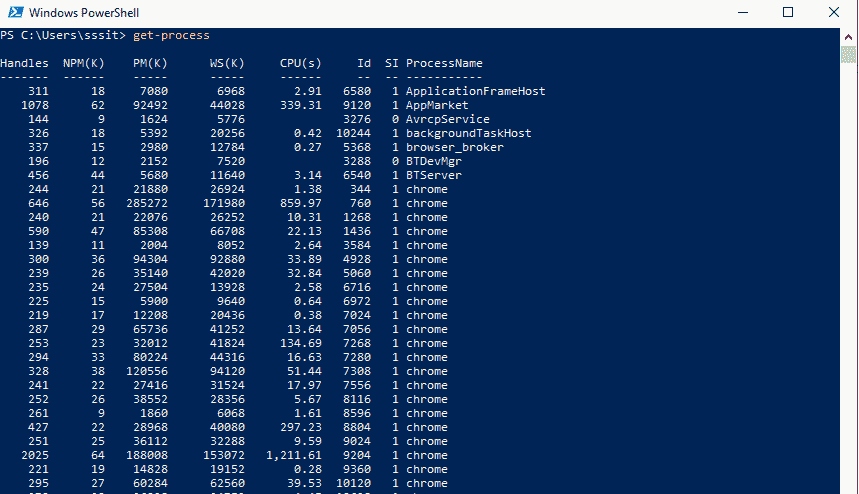 Windows PowerShell
PS C:\Users\sssit> get-process
Handles  NPM(K)    PM(K)      WS(K)     CPU(s)     Id  SI ProcessName
-------  ------    -----      -----     ------     --  -- -----------
    311      18     7080       6968       2.91   6580   1 ApplicationFrameHost
   1078      62    92492      44028     339.31   9120   1 AppMarket
    144       9     1624       5776              3276   0 AvrcpService
    326      18     5392      20256       0.42  10244   1 backgroundTaskHost
    337      15     2980      12784       0.27   5368   1 browser_broker
    196      12     2152       7520              3288   0 BTDevMgr
    456      44     5680      11640       3.14   6540   1 BTServer
    244      21    21880      26924       1.38    344   1 chrome
    646      56   285272     171980     859.97    760   1 chrome
    240      21    22076      26252      10.31   1268   1 chrome
    590      47    85308      66708      22.13   1436   1 chrome
    139      11     2004       8052       2.64   3584   1 chrome
    300      36    94304      92880      33.89   4928   1 chrome
    239      26    35140      42020      32.84   5060   1 chrome
    235      24    27504      13928       2.58   6716   1 chrome
    225      15     5900       9640       0.64   6972   1 chrome
    219      17    12208      20436       0.38   7024   1 chrome
    287      29    65736      41252      13.64   7056   1 chrome
    253      23    32012      41824     134.69   7268   1 chrome
    294      33    80224      44316      16.63   7280   1 chrome
    328      38   120556      94120      51.44   7308   1 chrome
    241      22    27416      31524      17.97   7556   1 chrome
    252      26    38552      28356       5.67   8116   1 chrome
    261       9     1860       6068       1.61   8596   1 chrome
    427      22    28968      40080     297.23   8804   1 chrome
    251      25    36112      32288       9.59   9024   1 chrome
   2025      64   188008     153072   1,211.61   9204   1 chrome
    221      19    14828      19152       0.28   9360   1 chrome
    295      27    60284      62560      39.53  10120   1 chrome